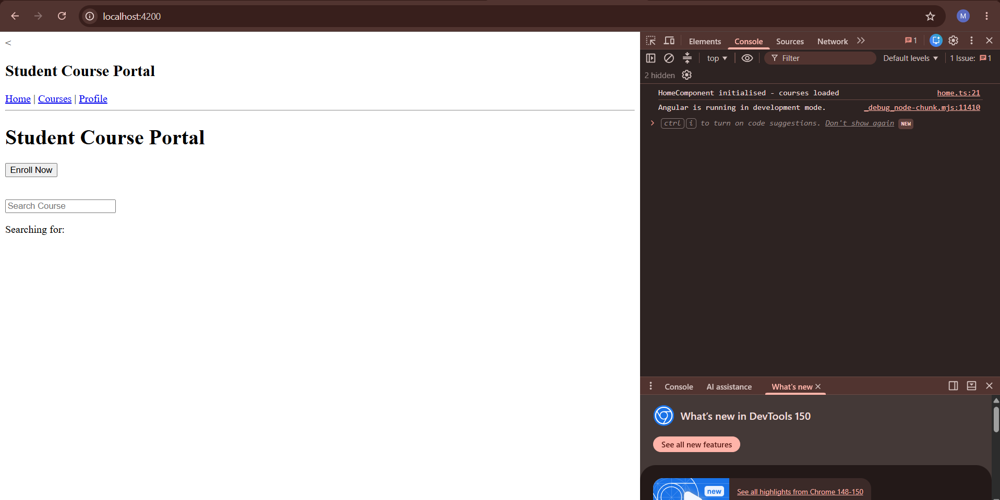 localhost:4200
M
<
Student Course Portal
Home | Courses | Profile
Student Course Portal
Enroll Now
Search Course
Searching for:
Elements Console Sources Network 1
top Filter Default levels 1 Issue: 1
2 hidden
HomeComponent initialised - courses loaded home.ts:21
Angular is running in development mode. _debug_node-chunk.mjs:11410
ctrl i to turn on code suggestions. Don't show again NEW
Console AI assistance What's new
What's new in DevTools 150
See all new features
new
See all highlights from Chrome 148-150